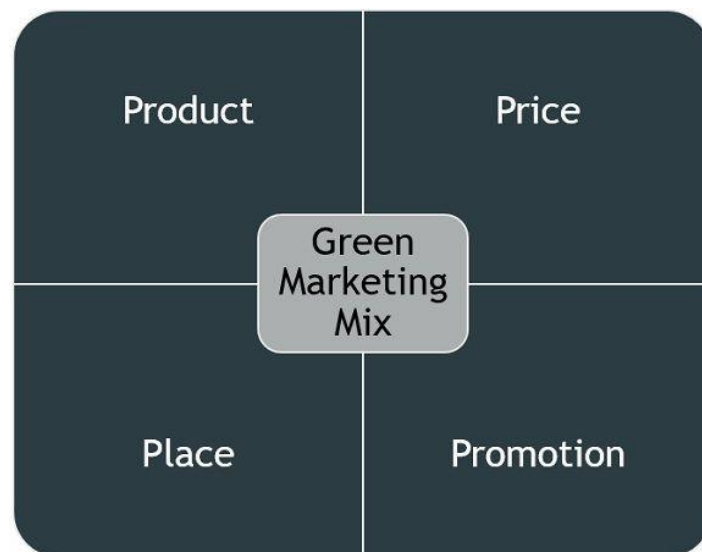 Product
Price
Green
Marketing
Mix
Place
Promotion